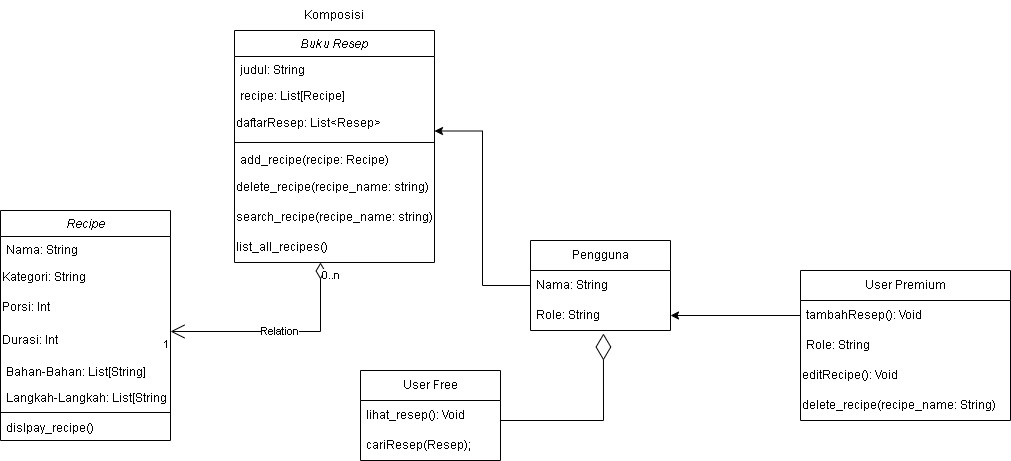 Komposisi
Buku Resep
judul: String
recipe: List[Recipe]
daftarResep: List<Resep>
add_recipe(recipe: Recipe)
delete_recipe(recipe_name: string)
search_recipe(recipe_name: string)
list_all_recipes()
0..n
Relation
1
Recipe
Nama: String
Kategori: String
Porsi: Int
Durasi: Int
Bahan-Bahan: List[String]
Langkah-Langkah: List[String
dislpay_recipe()
Pengguna
Nama: String
Role: String
User Free
lihat_resep(): Void
cariResep(Resep);
User Premium
tambahResep(): Void
Role: String
editRecipe(): Void
delete_recipe(recipe_name: String)